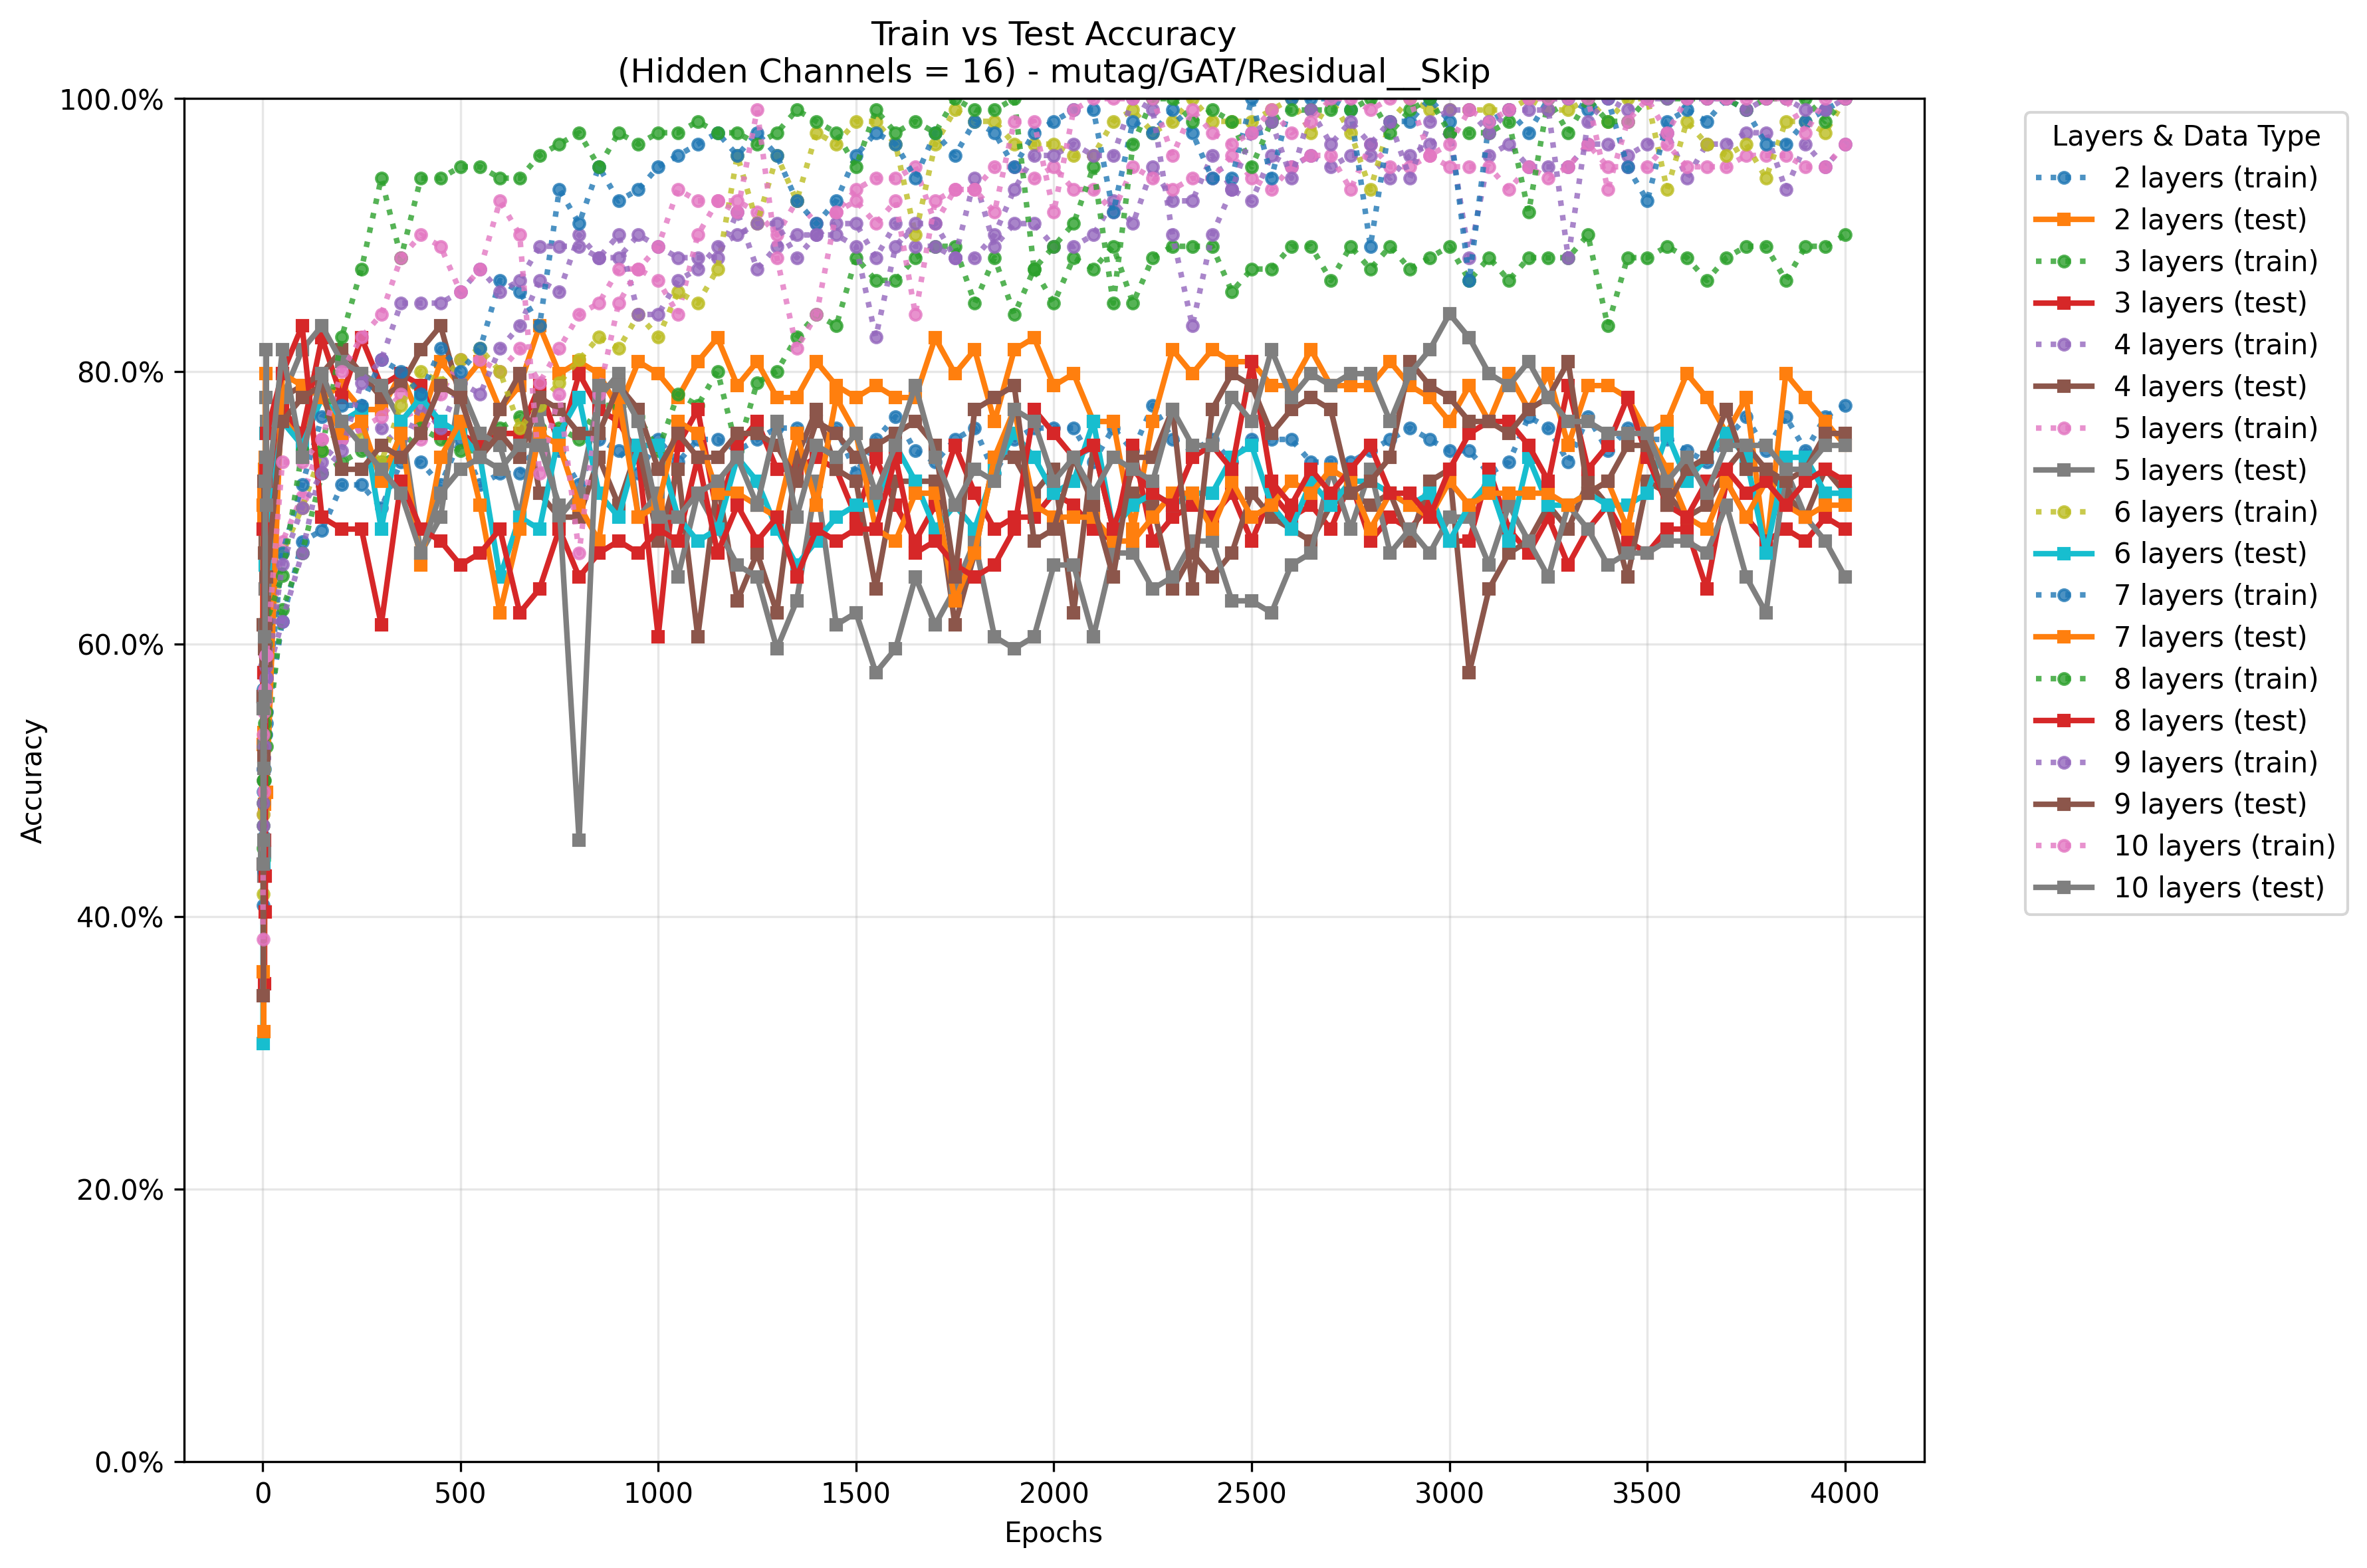 Train vs Test Accuracy
(Hidden Channels = 16) - mutag/GAT/Residual__Skip
Accuracy
100.0%
80.0%
60.0%
40.0%
20.0%
0.0%
0 500 1000 1500 2000 2500 3000 3500 4000
Epochs
Layers & Data Type
2 layers (train)
2 layers (test)
3 layers (train)
3 layers (test)
4 layers (train)
4 layers (test)
5 layers (train)
5 layers (test)
6 layers (train)
6 layers (test)
7 layers (train)
7 layers (test)
8 layers (train)
8 layers (test)
9 layers (train)
9 layers (test)
10 layers (train)
10 layers (test)